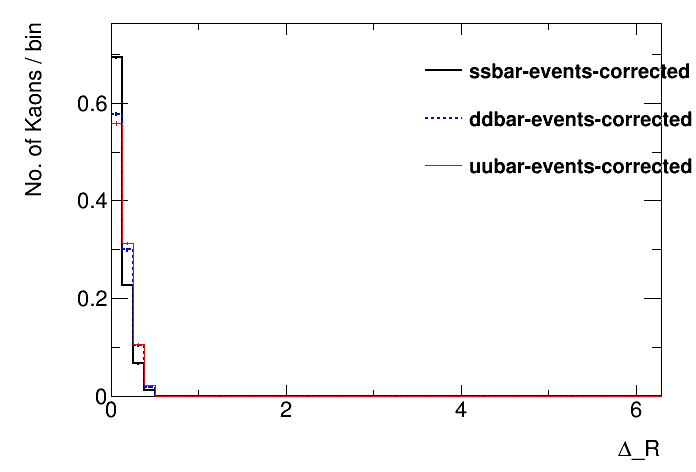 No. of Kaons / bin
ssbar-events-corrected
ddbar-events-corrected
uubar-events-corrected
0.6
0.4
0.2
0
0 2 4 6
Δ_R